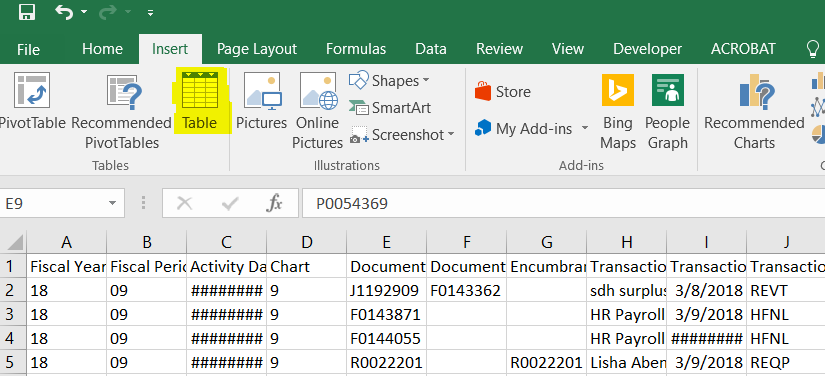 File Home Insert Page Layout Formulas Data Review View Developer ACROBAT
PivotTable Recommended PivotTables Table Pictures Online Pictures Shapes SmartArt Screenshot Store My Add-ins Bing Maps People Graph Recommended Charts
Tables Illustrations Add-ins
E9 fx P0054369
A B C D E F G H I J
1 Fiscal Year Fiscal Perio Activity Da Chart Document Document Encumbran Transactio Transactio Transactio
2 18 09 ######## 9 J1192909 F0143362 sdh surplus 3/8/2018 REVT
3 18 09 ######## 9 F0143871 HR Payroll 3/9/2018 HFNL
4 18 09 ######## 9 F0144055 HR Payroll ######## HFNL
5 18 09 ######## 9 R0022201 R0022201 Lisha Aben 3/9/2018 REQP